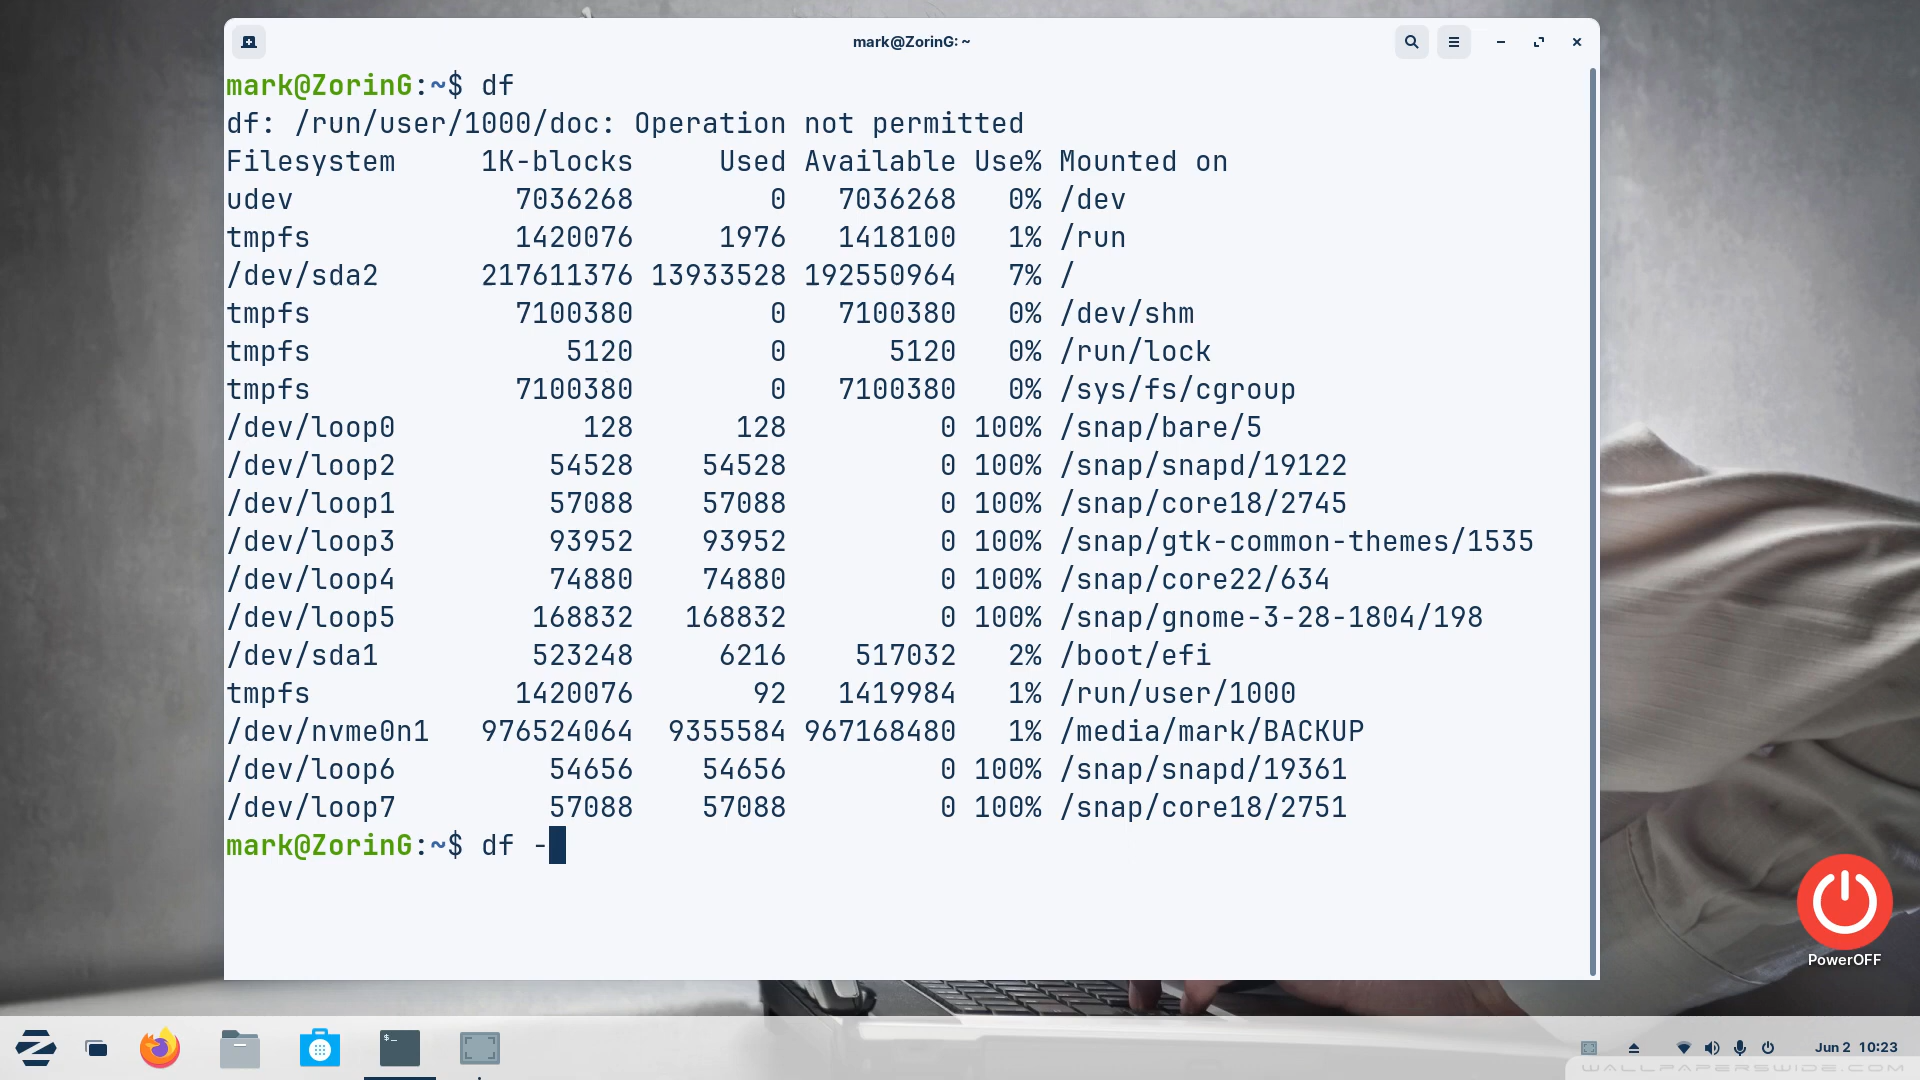 mark@ZorinG: ~
mark@ZorinG:~$ df
df: /run/user/1000/doc: Operation not permitted
Filesystem     1K-blocks     Used Available Use% Mounted on
udev             7036268        0   7036268   0% /dev
tmpfs            1420076     1976   1418100   1% /run
/dev/sda2      217611376 13933528 192550964   7% /
tmpfs            7100380        0   7100380   0% /dev/shm
tmpfs               5120        0      5120   0% /run/lock
tmpfs            7100380        0   7100380   0% /sys/fs/cgroup
/dev/loop0           128      128         0 100% /snap/bare/5
/dev/loop2         54528    54528         0 100% /snap/snapd/19122
/dev/loop1         57088    57088         0 100% /snap/core18/2745
/dev/loop3         93952    93952         0 100% /snap/gtk-common-themes/1535
/dev/loop4         74880    74880         0 100% /snap/core22/634
/dev/loop5        168832   168832         0 100% /snap/gnome-3-28-1804/198
/dev/sda1         523248     6216    517032   2% /boot/efi
tmpfs            1420076       92   1419984   1% /run/user/1000
/dev/nvme0n1   976524064  9355584 967168480   1% /media/mark/BACKUP
/dev/loop6         54656    54656         0 100% /snap/snapd/19361
/dev/loop7         57088    57088         0 100% /snap/core18/2751
mark@ZorinG:~$ df -
PowerOFF
$_
Jun 2 10:23
WALLPAPERSWIDE.COM